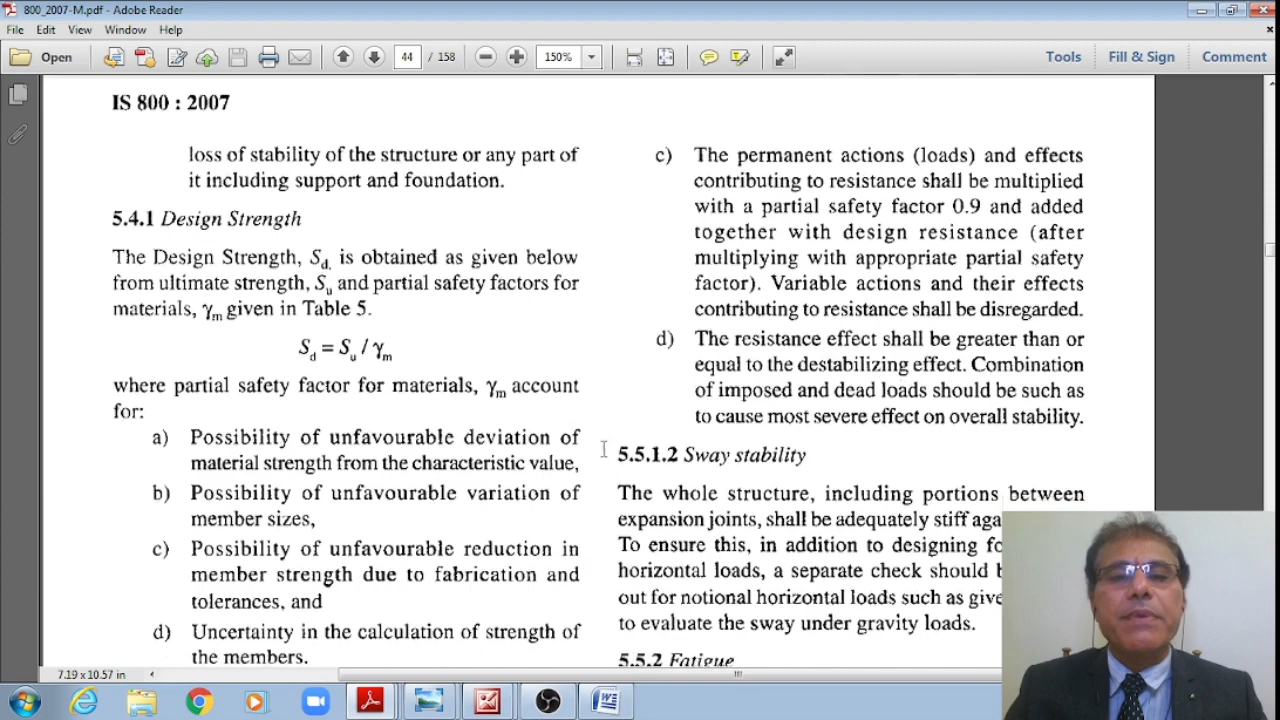 800_2007-M.pdf - Adobe Reader
File Edit View Window Help
Open 44 / 158 150% Tools Fill & Sign Comment
IS 800 : 2007
loss of stability of the structure or any part of
it including support and foundation.
5.4.1 Design Strength
The Design Strength, Sd, is obtained as given below
from ultimate strength, Su and partial safety factors for
materials, γm given in Table 5.
Sd = Su / γm
where partial safety factor for materials, γm account
for:
a) Possibility of unfavourable deviation of
material strength from the characteristic value,
b) Possibility of unfavourable variation of
member sizes,
c) Possibility of unfavourable reduction in
member strength due to fabrication and
tolerances, and
d) Uncertainty in the calculation of strength of
the members.
c) The permanent actions (loads) and effects
contributing to resistance shall be multiplied
with a partial safety factor 0.9 and added
together with design resistance (after
multiplying with appropriate partial safety
factor). Variable actions and their effects
contributing to resistance shall be disregarded.
d) The resistance effect shall be greater than or
equal to the destabilizing effect. Combination
of imposed and dead loads should be such as
to cause most severe effect on overall stability.
5.5.1.2 Sway stability
The whole structure, including portions between
expansion joints, shall be adequately stiff aga
To ensure this, in addition to designing fo
horizontal loads, a separate check should b
out for notional horizontal loads such as give
to evaluate the sway under gravity loads.
5.5.2 Fatigue
7.19 x 10.57 in